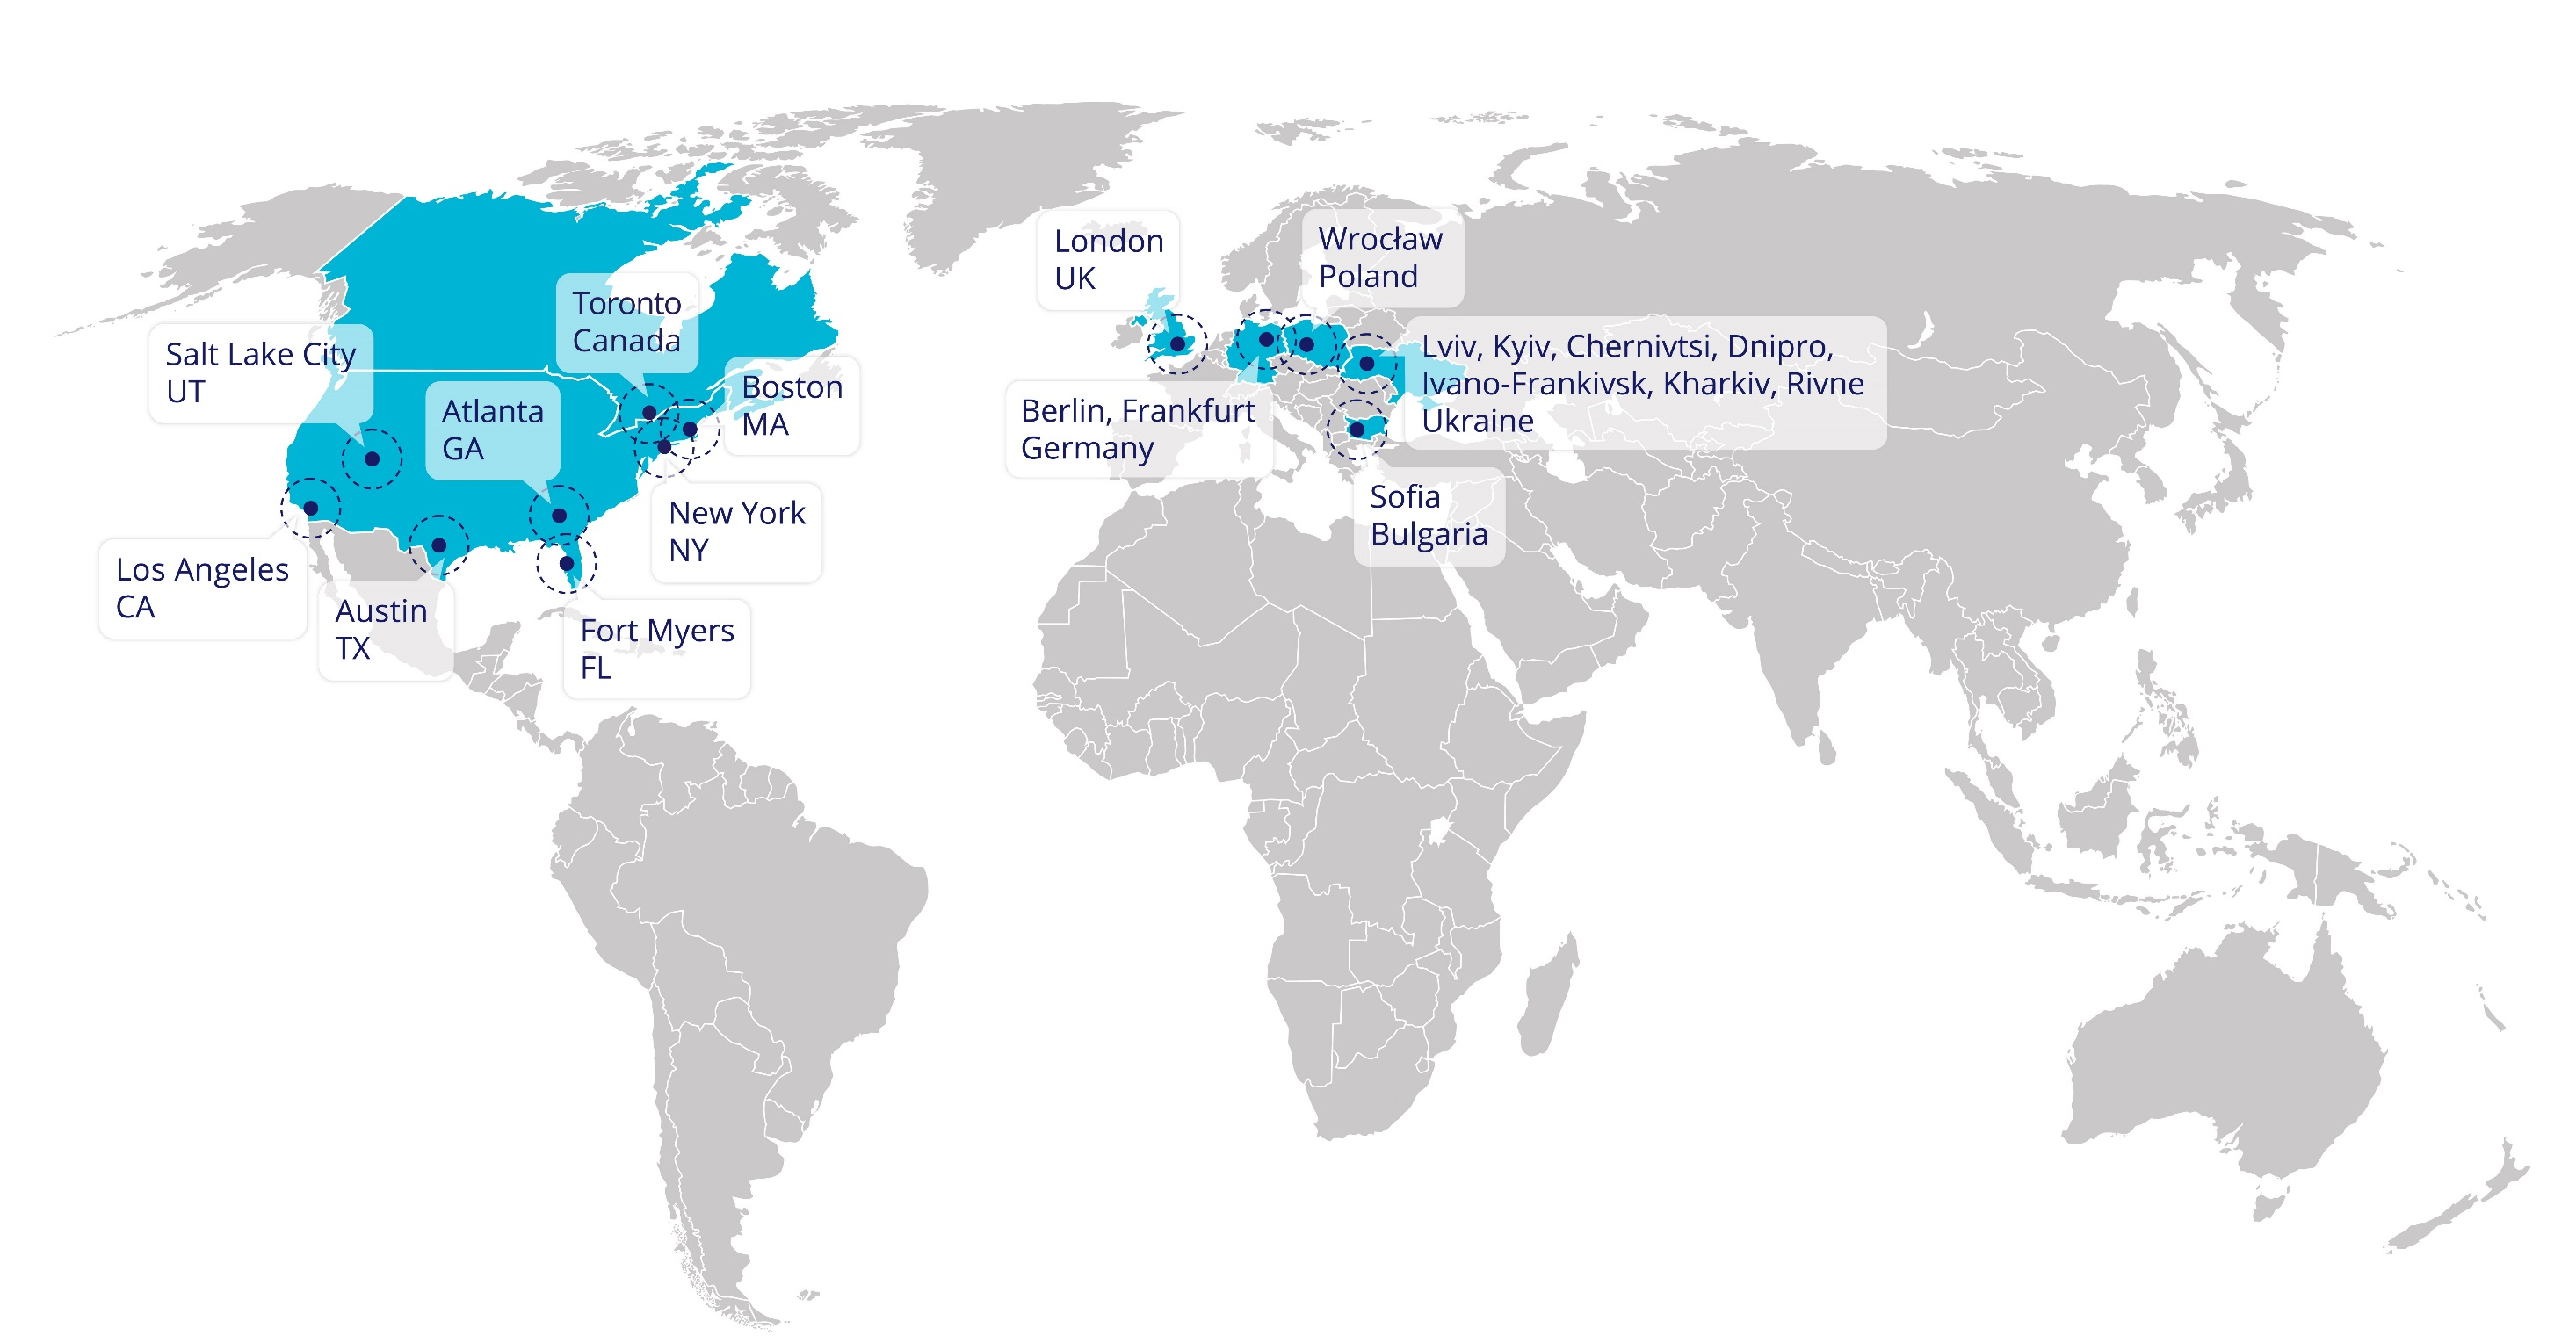 London
UK
Wrocław
Poland
Toronto
Canada
Salt Lake City
UT
Atlanta
GA
Boston
MA
Lviv, Kyiv, Chernivtsi, Dnipro,
Ivano-Frankivsk, Kharkiv, Rivne
Ukraine
Berlin, Frankfurt
Germany
New York
NY
Sofia
Bulgaria
Los Angeles
CA
Austin
TX
Fort Myers
FL